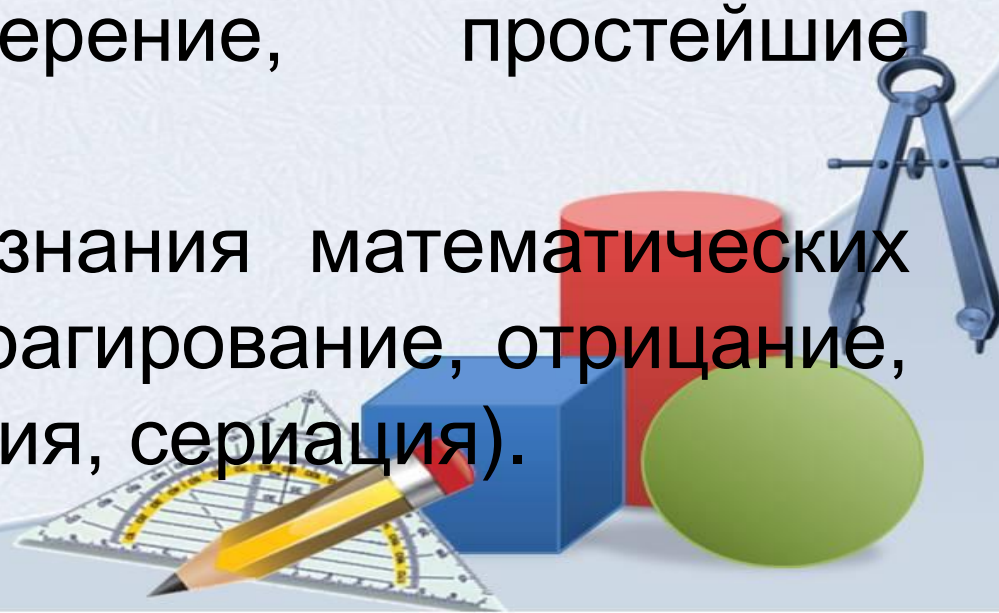 ерение, простейшие
знания математических
рагирование, отрицание,
ия, сериация).